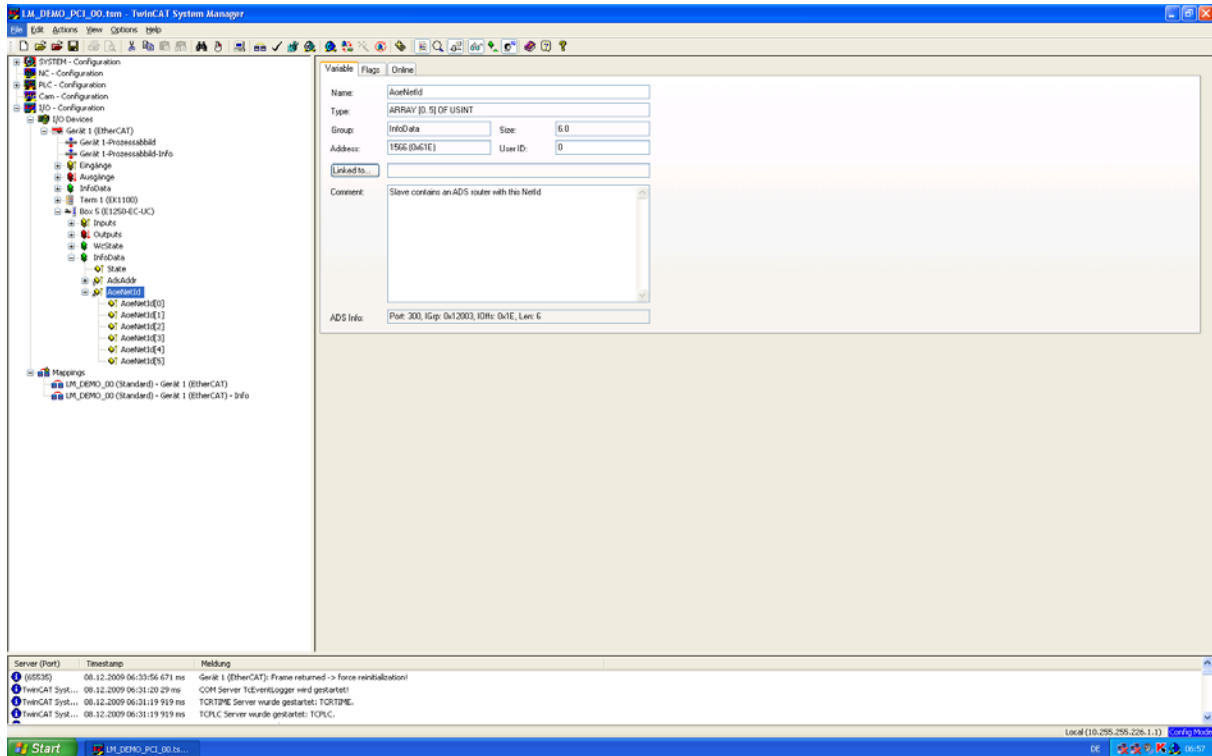 LM_DEMO_PCI_00.tsm - TwinCAT System Manager
File Edit Actions View Options Help
SYSTEM - Configuration
NC - Configuration
PLC - Configuration
Cam - Configuration
I/O - Configuration
I/O Devices
Gerät 1 (EtherCAT)
Gerät 1-Prozessabbild
Gerät 1-Prozessabbild-Info
Eingänge
Ausgänge
InfoData
Term 1 (EK1100)
Box 5 (E1250-EC-UC)
Inputs
Outputs
WcState
InfoData
State
AdsAddr
AoeNetId
AoeNetId[0]
AoeNetId[1]
AoeNetId[2]
AoeNetId[3]
AoeNetId[4]
AoeNetId[5]
Mappings
LM_DEMO_00 (Standard) - Gerät 1 (EtherCAT)
LM_DEMO_00 (Standard) - Gerät 1 (EtherCAT) - Info
Variable Flags Online
Name: AoeNetId
Type: ARRAY [0..5] OF USINT
Group: InfoData Size: 6.0
Address: 1566 (0x61E) User ID: 0
Linked to...
Comment: Slave contains an ADS router with this NetId
ADS Info: Port: 300, IGrp: 0x12003, IOffs: 0x1E, Len: 6
Server (Port) Timestamp Meldung
(65535) 08.12.2009 06:33:56 671 ms Gerät 1 (EtherCAT): Frame returned -> force reinitialization!
TwinCAT Syst... 08.12.2009 06:31:20 29 ms COM Server TcEventLogger wird gestartet!
TwinCAT Syst... 08.12.2009 06:31:19 919 ms TCRTIME Server wurde gestartet: TCRTIME.
TwinCAT Syst... 08.12.2009 06:31:19 919 ms TCPLC Server wurde gestartet: TCPLC.
Local (10.255.255.226.1.1) Config Mode
Start LM_DEMO_PCI_00.ts... DE 06:57